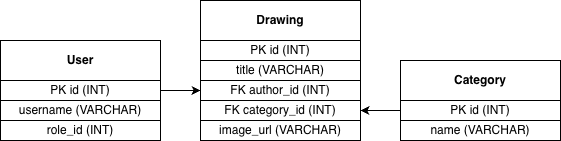 User
PK id (INT)
username (VARCHAR)
role_id (INT)
Drawing
PK id (INT)
title (VARCHAR)
FK author_id (INT)
FK category_id (INT)
image_url (VARCHAR)
Category
PK id (INT)
name (VARCHAR)